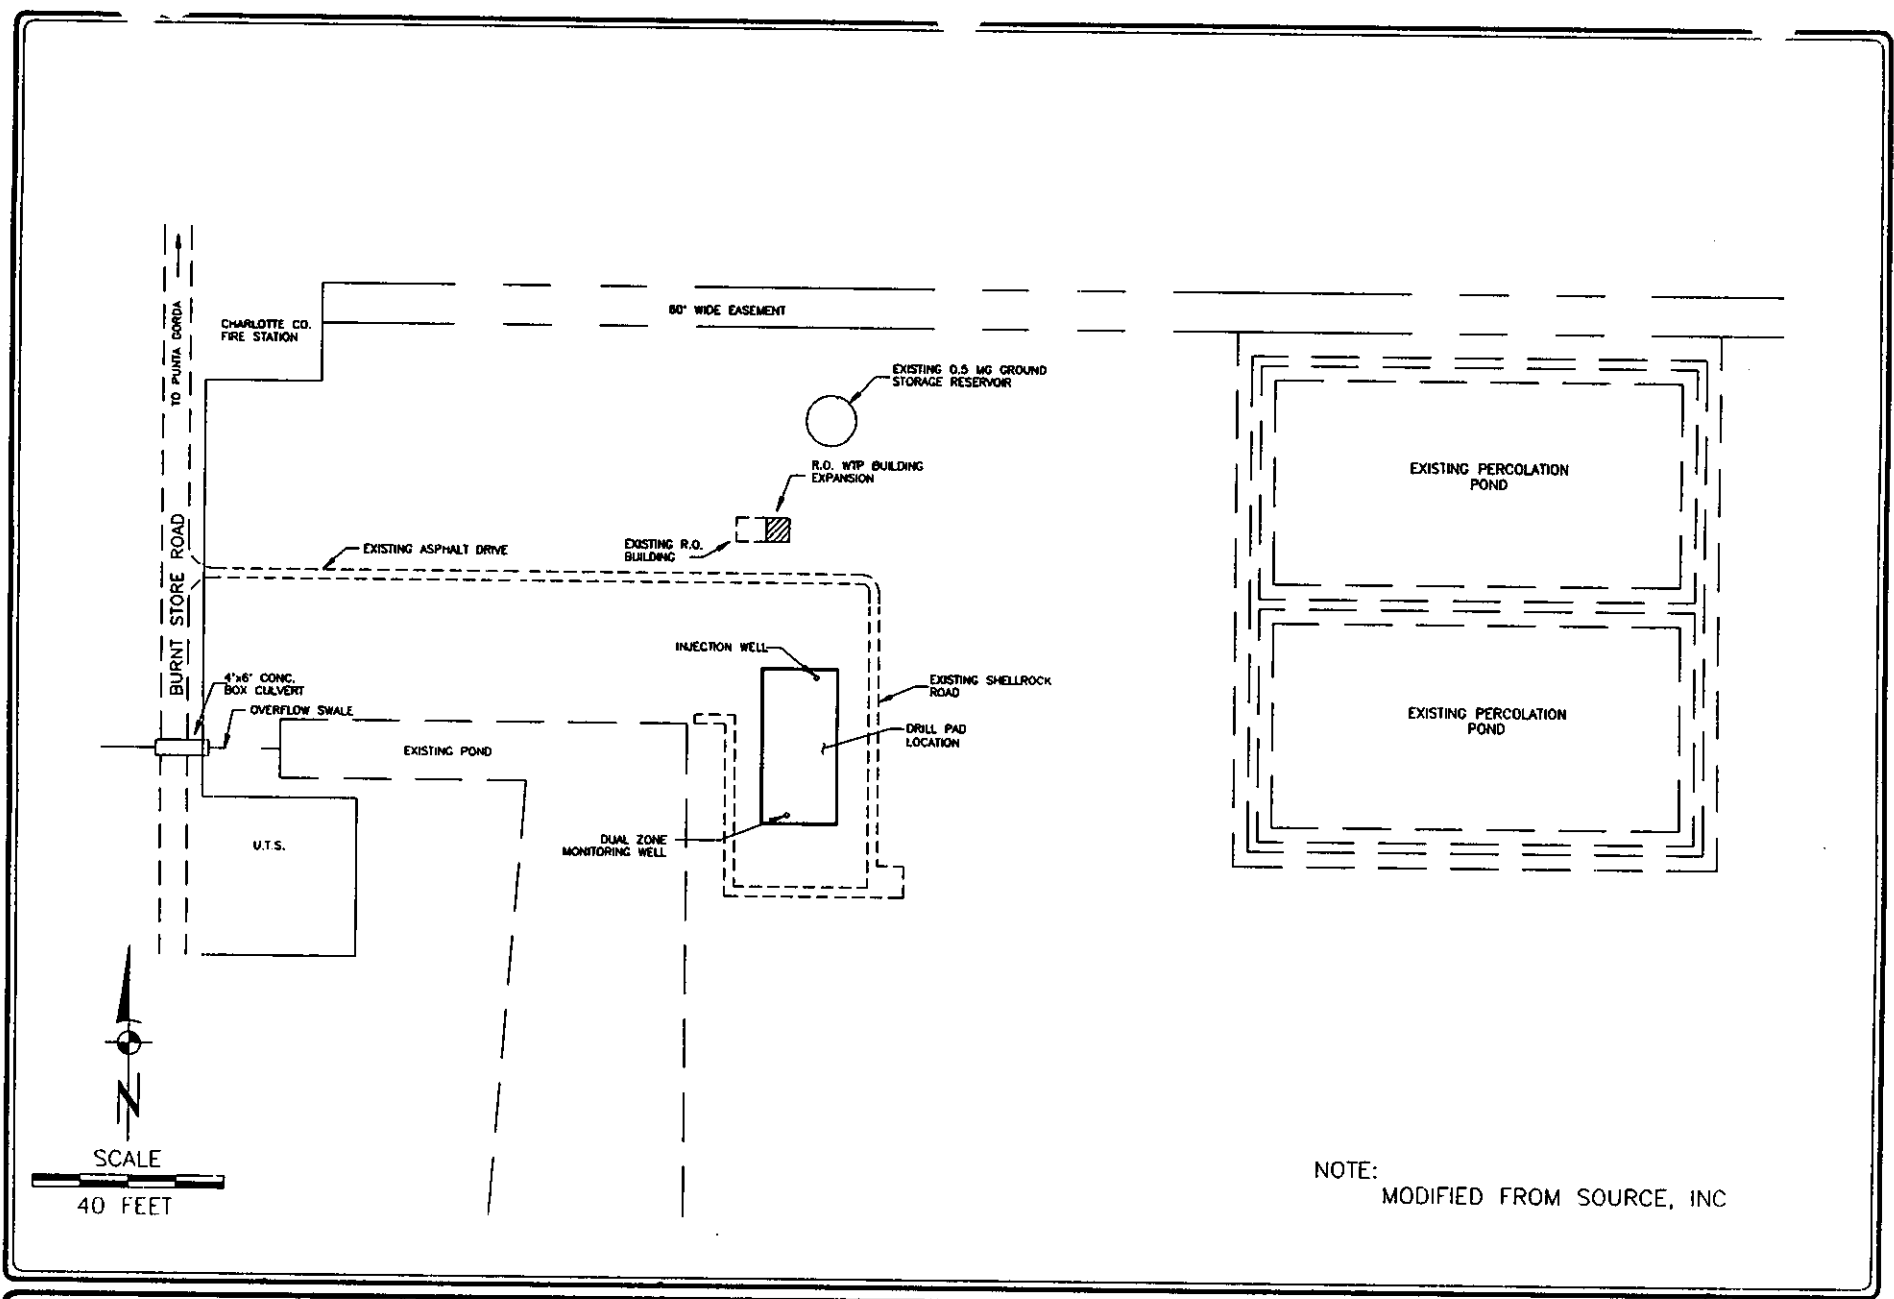 60' WIDE EASEMENT
CHARLOTTE CO.
FIRE STATION
TO PUNTA GORDA
EXISTING 0.5 MG GROUND
STORAGE RESERVOIR
R.O. WTP BUILDING
EXPANSION
EXISTING PERCOLATION
POND
BURNT STORE ROAD
EXISTING ASPHALT DRIVE
EXISTING R.O.
BUILDING
INJECTION WELL
4'x6' CONC.
BOX CULVERT
OVERFLOW SWALE
EXISTING SHELLROCK
ROAD
EXISTING POND
DRILL PAD
LOCATION
EXISTING PERCOLATION
POND
U.T.S.
DUAL ZONE
MONITORING WELL
N
SCALE
40 FEET
NOTE:
MODIFIED FROM SOURCE, INC